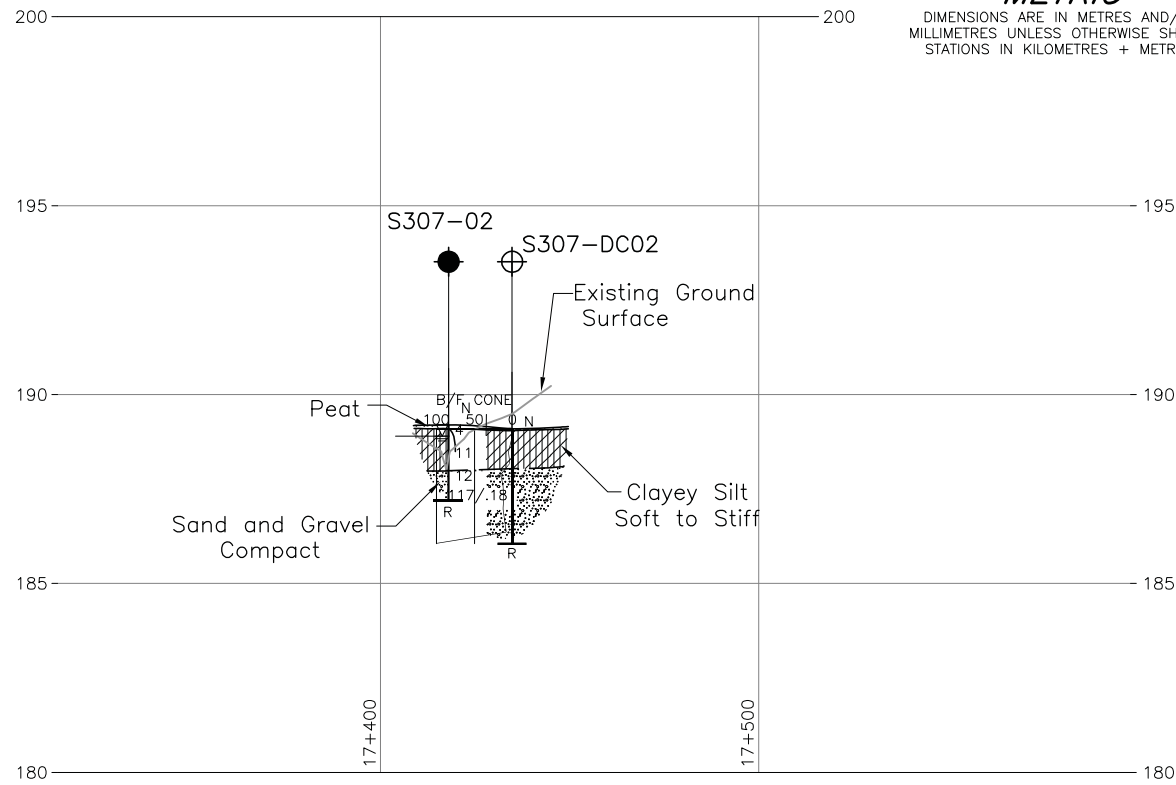 METRIC
DIMENSIONS ARE IN METRES AND/
MILLIMETRES UNLESS OTHERWISE SH
STATIONS IN KILOMETRES + METR
200
200
195
195
S307-02
S307-DC02
Existing Ground
Surface
190
190
B/F
N
CONE
Peat
100
50
0
N
4
11
12
117/.18
Clayey Silt
Soft to Stiff
R
Sand and Gravel
Compact
R
185
185
17+400
17+500
180
180